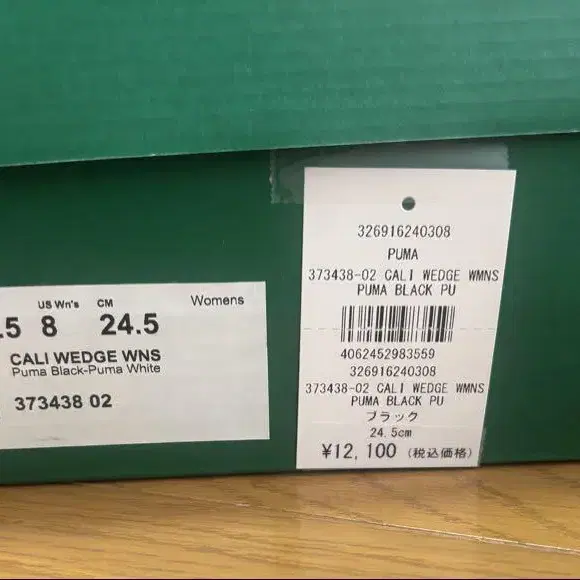 US Wn's CM Womens
.5 8 24.5
CALI WEDGE WNS
Puma Black-Puma White
373438 02
326916240308
PUMA
373438-02 CALI WEDGE WMNS
PUMA BLACK PU
4062452983559
326916240308
373438-02 CALI WEDGE WMNS
PUMA BLACK PU
ブラック
24.5cm
¥12,100 (税込価格)